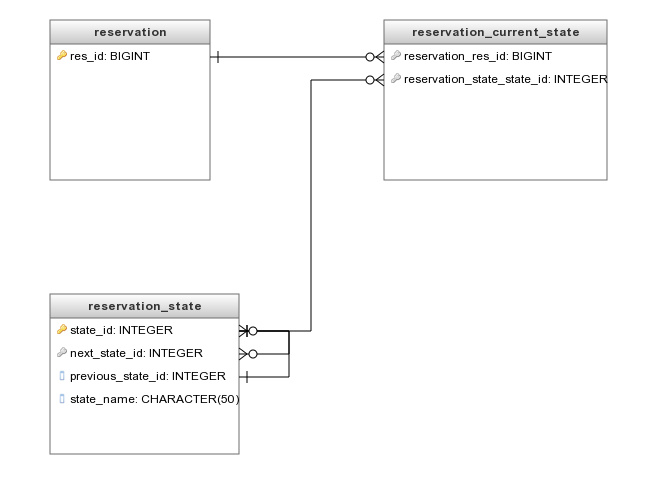 reservation
res_id: BIGINT
reservation_current_state
reservation_res_id: BIGINT
reservation_state_state_id: INTEGER
reservation_state
state_id: INTEGER
next_state_id: INTEGER
previous_state_id: INTEGER
state_name: CHARACTER(50)